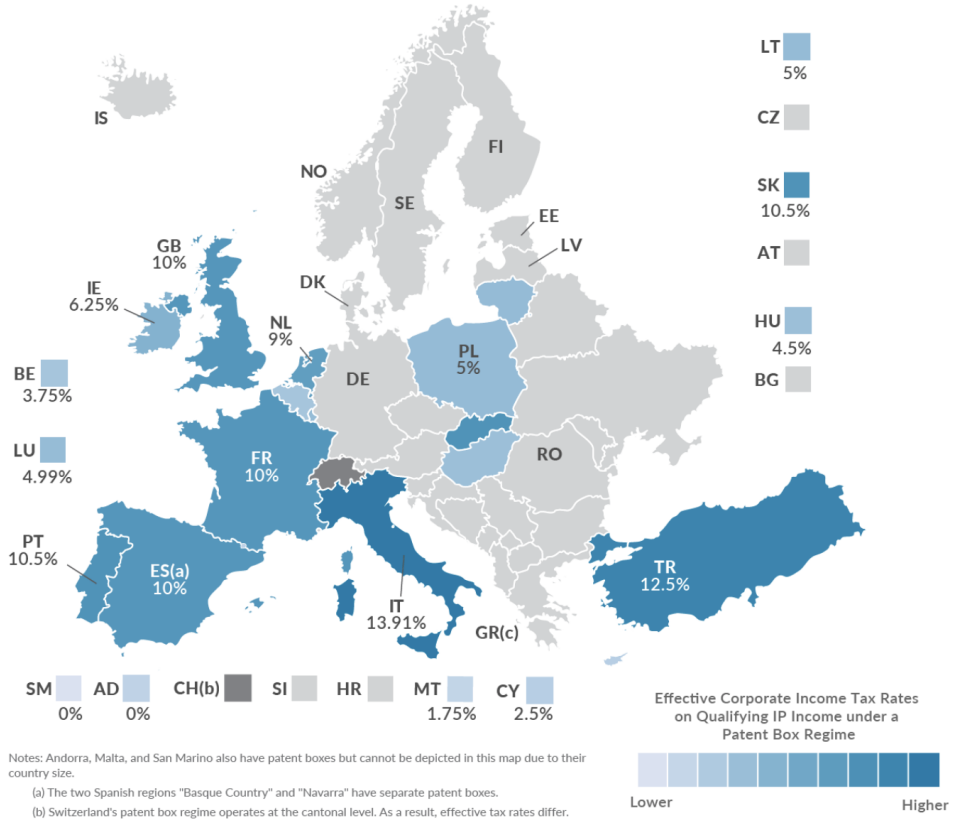 LT
5%
IS
CZ
FI
NO
SK
10.5%
SE
EE
GB
10%
LV
AT
DK
IE
6.25%
NL
9%
HU
4.5%
PL
5%
BE
3.75%
DE
BG
LU
4.99%
FR
10%
RO
PT
10.5%
ES(a)
10%
TR
12.5%
IT
13.91%
GR(c)
SM
0%
AD
0%
CH(b)
SI
HR
MT
1.75%
CY
2.5%
Effective Corporate Income Tax Rates
on Qualifying IP Income under a
Patent Box Regime
Lower
Higher
Notes: Andorra, Malta, and San Marino also have patent boxes but cannot be depicted in this map due to their
country size.
(a) The two Spanish regions "Basque Country" and "Navarra" have separate patent boxes.
(b) Switzerland's patent box regime operates at the cantonal level. As a result, effective tax rates differ.